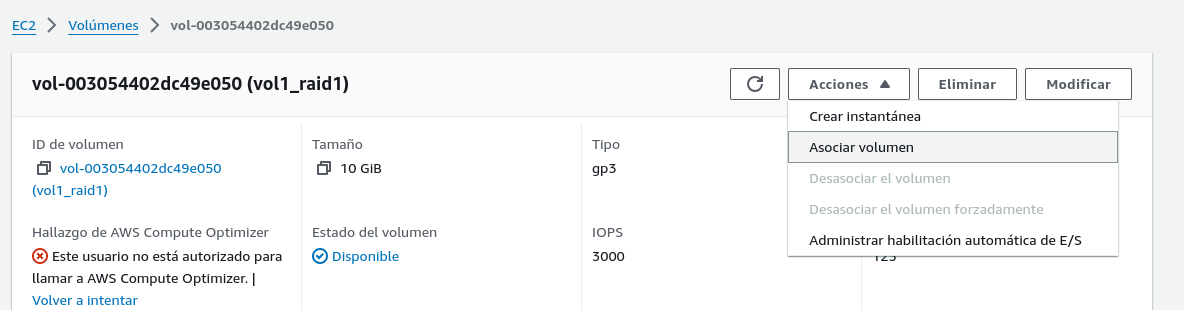 EC2 > Volúmenes > vol-003054402dc49e050
vol-003054402dc49e050 (vol1_raid1)
Acciones ▲
Eliminar
Modificar
Crear instantánea
Asociar volumen
Desasociar el volumen
Desasociar el volumen forzadamente
Administrar habilitación automática de E/S
ID de volumen
vol-003054402dc49e050
(vol1_raid1)
Tamaño
10 GiB
Tipo
gp3
Hallazgo de AWS Compute Optimizer
Este usuario no está autorizado para
llamar a AWS Compute Optimizer. |
Volver a intentar
Estado del volumen
Disponible
IOPS
3000
125